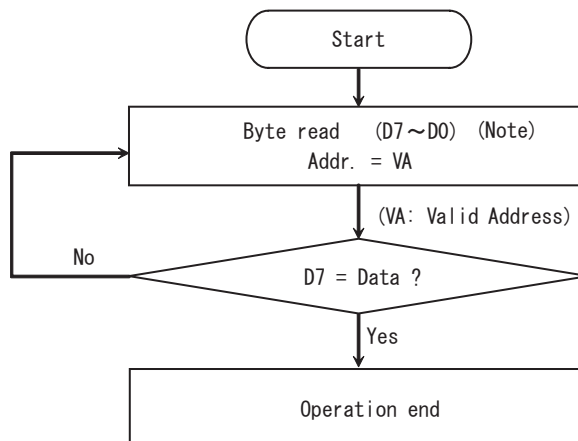 Start
Byte read (D7～D0) (Note)
Addr. = VA
(VA: Valid Address)
No
D7 = Data ?
Yes
Operation end